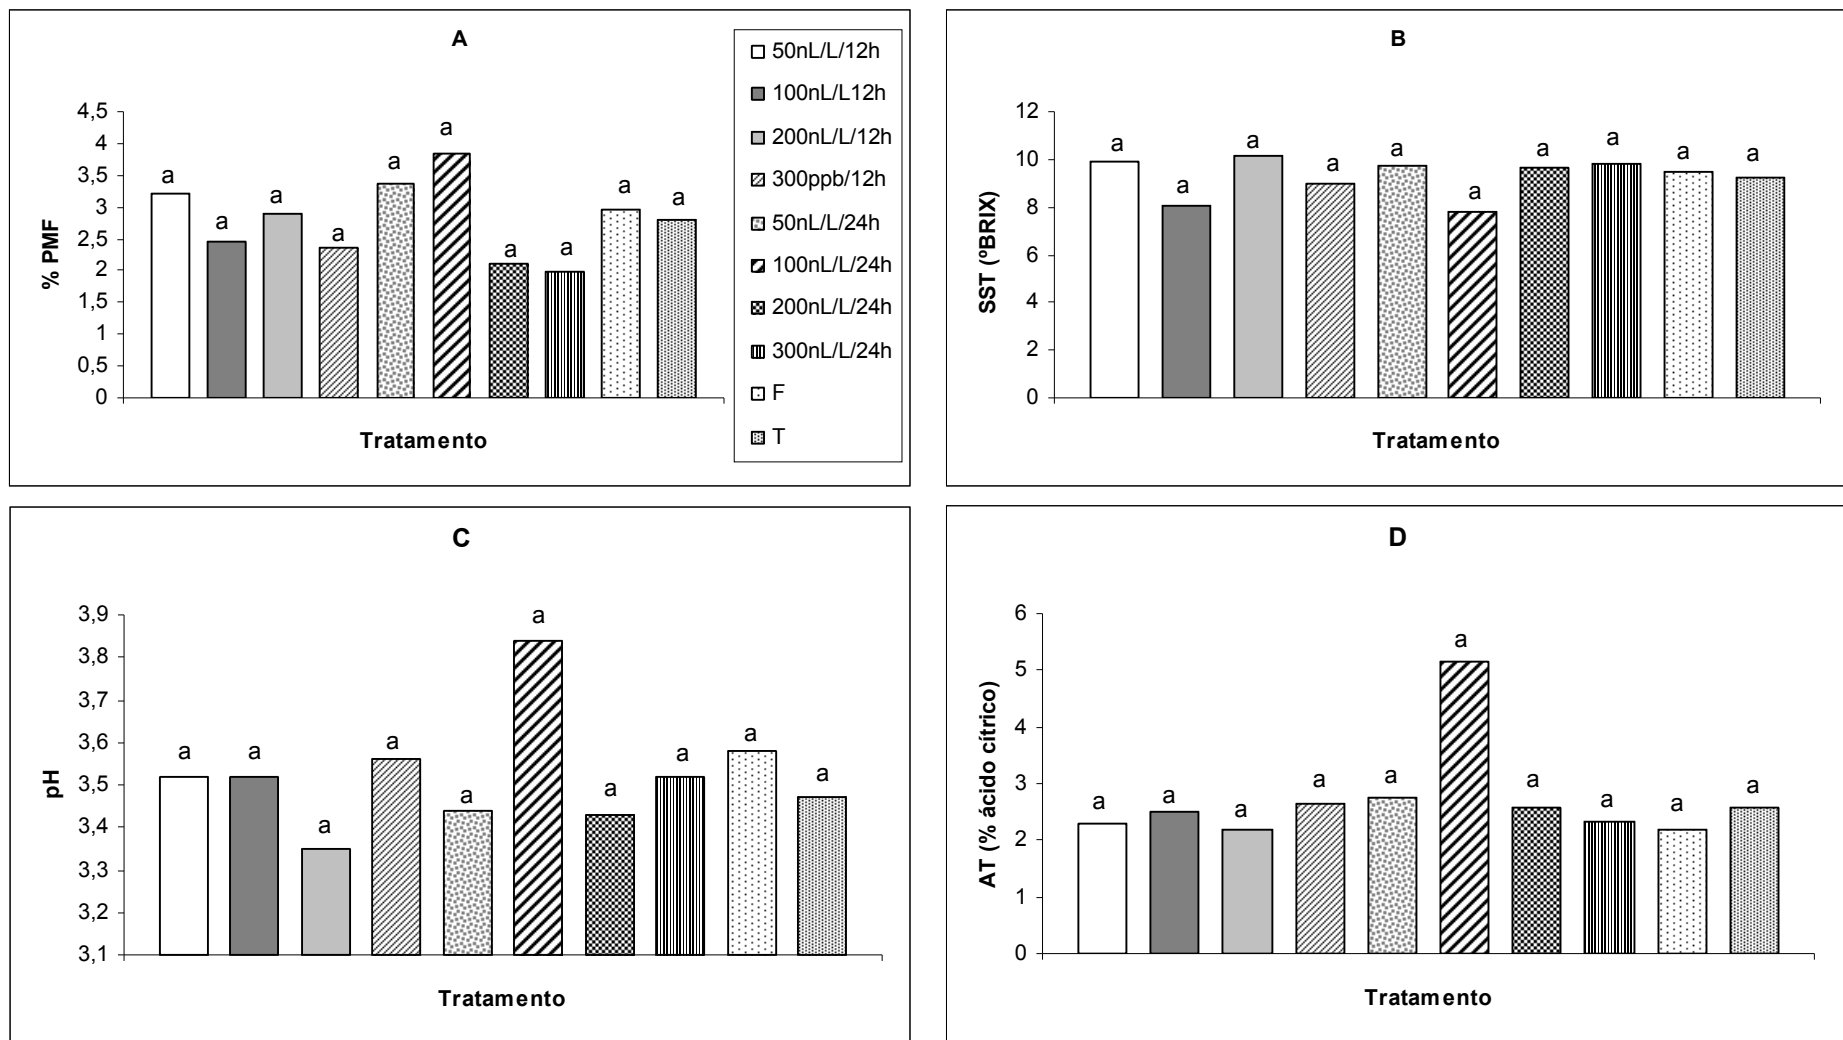 A
% PMF
4,5
4
3,5
3
2,5
2
1,5
1
0,5
0
a a a a a a a a a a
Tratamento
50nL/L/12h
100nL/L12h
200nL/L/12h
300ppb/12h
50nL/L/24h
100nL/L/24h
200nL/L/24h
300nL/L/24h
F
T
B
SST (ºBRIX)
12
10
8
6
4
2
0
a a a a a a a a a a
Tratamento
C
pH
3,9
3,8
3,7
3,6
3,5
3,4
3,3
3,2
3,1
a a a a a a a a a a
Tratamento
D
AT (% ácido cítrico)
6
5
4
3
2
1
0
a a a a a a a a a a
Tratamento